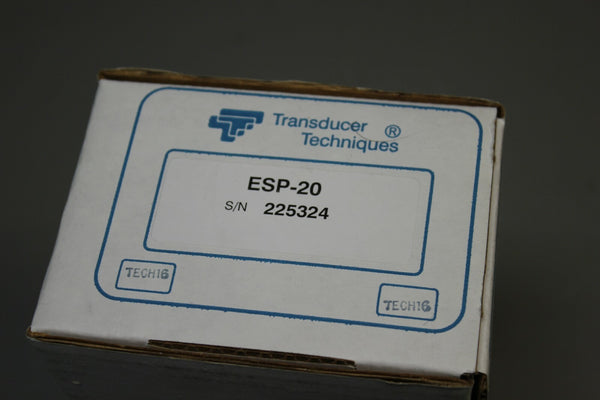 Transducer ®
Techniques
ESP-20
S/N 225324
TECH16
TECH16